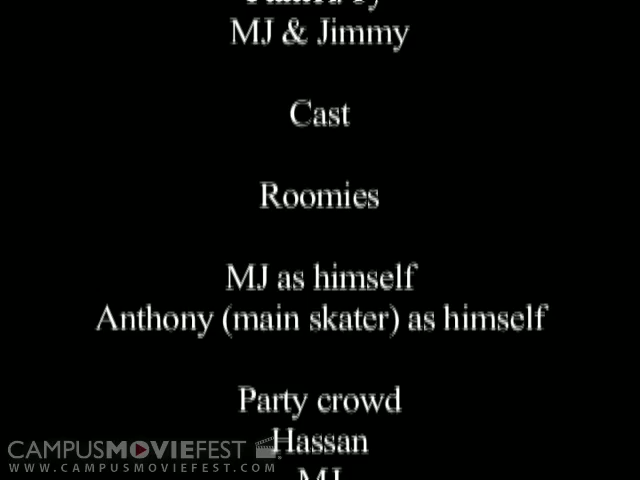 MJ & Jimmy
Cast
Roomies
MJ as himself
Anthony (main skater) as himself
Party crowd
Hassan
MJ
CAMPUSMOVIEFEST
WWW.CAMPUSMOVIEFEST.COM